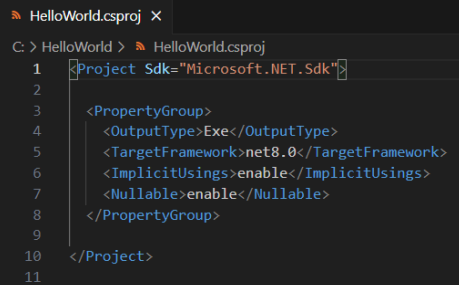 HelloWorld.csproj ×
C: > HelloWorld > HelloWorld.csproj
1 <Project Sdk="Microsoft.NET.Sdk">
2
3 <PropertyGroup>
4 <OutputType>Exe</OutputType>
5 <TargetFramework>net8.0</TargetFramework>
6 <ImplicitUsings>enable</ImplicitUsings>
7 <Nullable>enable</Nullable>
8 </PropertyGroup>
9
10 </Project>
11